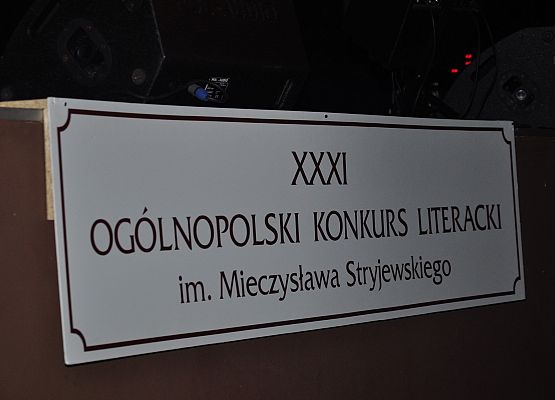 XXXI
OGÓLNOPOLSKI KONKURS LITERACKI
im. Mieczysława Stryjewskiego